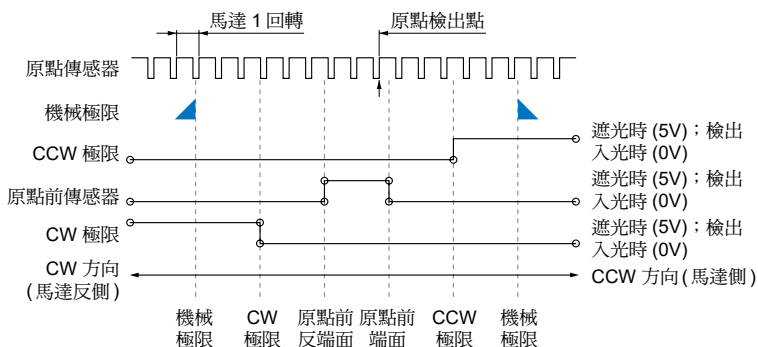 馬達 1 回轉
原點檢出點
原點傳感器
機械極限
CCW 極限
遮光時 (5V)；檢出
入光時 (0V)
原點前傳感器
遮光時 (5V)；檢出
入光時 (0V)
CW 極限
遮光時 (5V)；檢出
入光時 (0V)
CW 方向
(馬達反側)
CCW 方向 (馬達側)
機械
極限
CW
極限
原點前
反端面
原點前
端面
CCW
極限
機械
極限